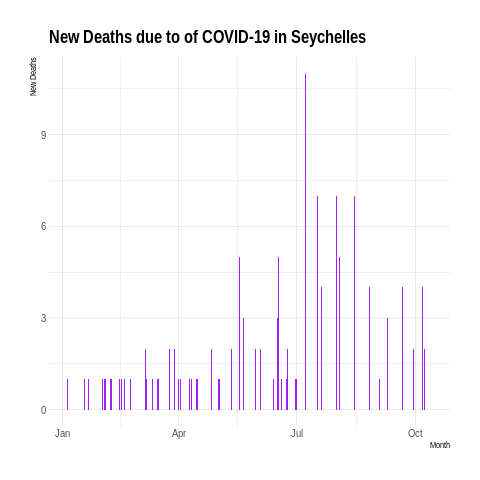 New Deaths due to of COVID-19 in Seychelles
New Deaths
9
6
3
0
Jan
Apr
Jul
Oct
Month